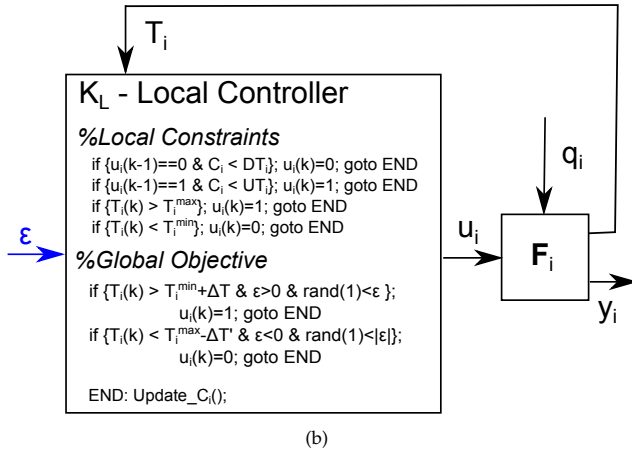 T_i
K_L - Local Controller
%Local Constraints
if {u_i(k-1)==0 & C_i < DT_i}; u_i(k)=0; goto END
if {u_i(k-1)==1 & C_i < UT_i}; u_i(k)=1; goto END
if {T_i(k) > T_i^max}; u_i(k)=1; goto END
if {T_i(k) < T_i^min}; u_i(k)=0; goto END
ε
%Global Objective
if {T_i(k) > T_i^min+ΔT & ε>0 & rand(1)<ε };
u_i(k)=1; goto END
if {T_i(k) < T_i^max-ΔT' & ε<0 & rand(1)<|ε|};
u_i(k)=0; goto END
END: Update_C_i();
u_i
q_i
F_i
y_i
(b)